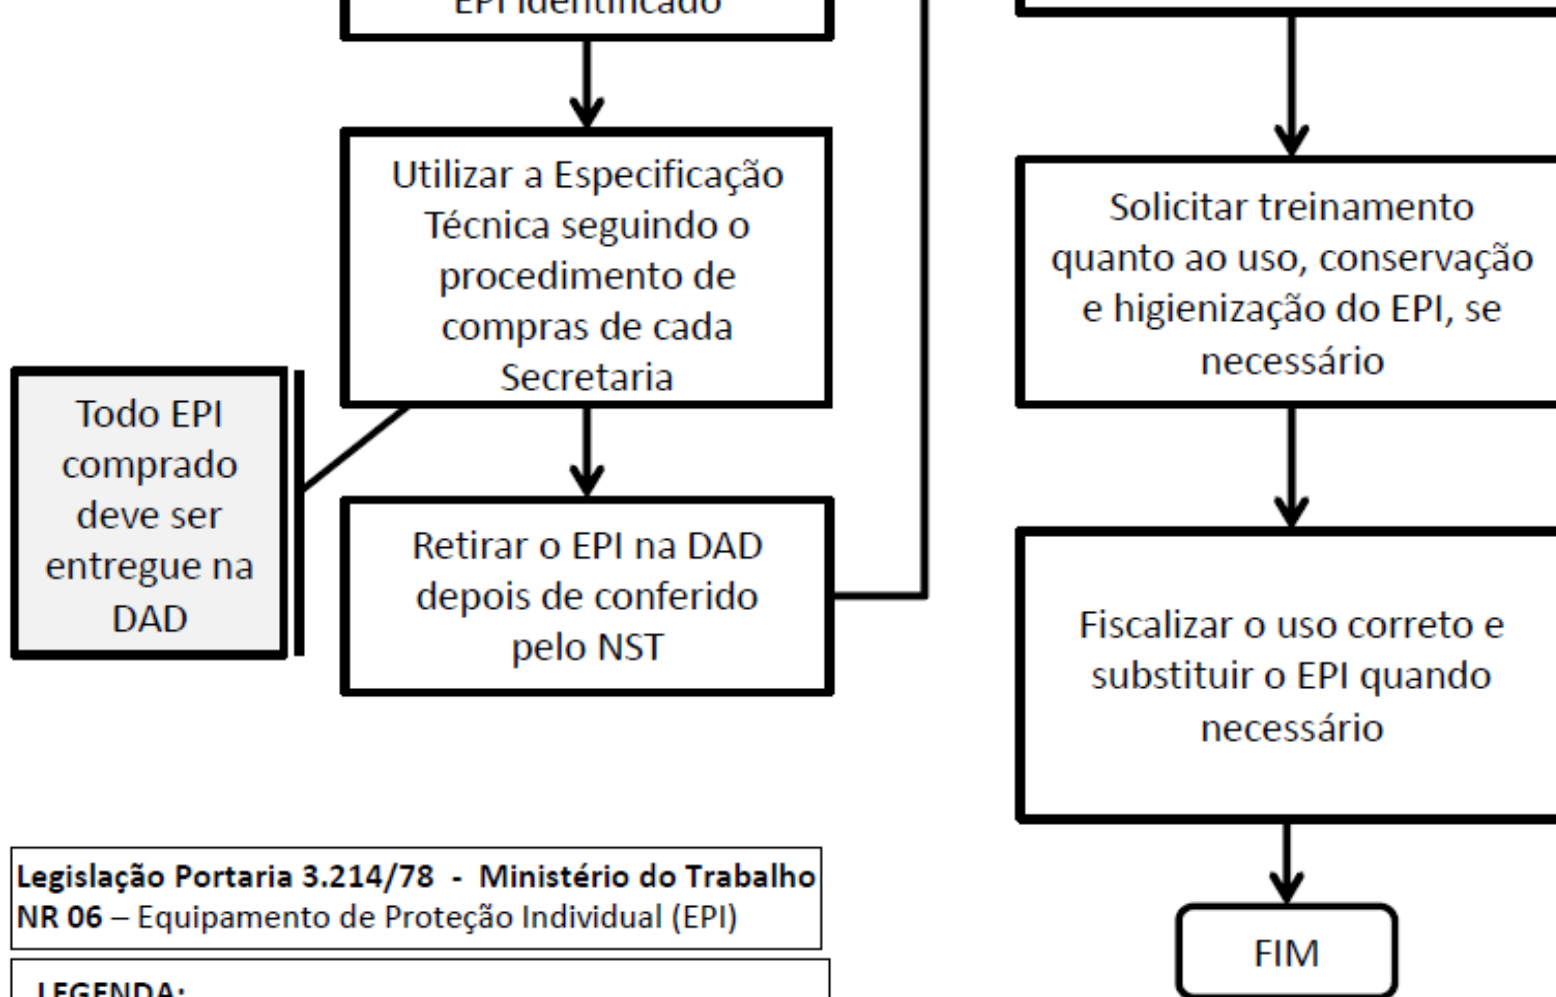 EPI identificado
Utilizar a Especificação
Técnica seguindo o
procedimento de
compras de cada
Secretaria
Todo EPI
comprado
deve ser
entregue na
DAD
Retirar o EPI na DAD
depois de conferido
pelo NST
Solicitar treinamento
quanto ao uso, conservação
e higienização do EPI, se
necessário
Fiscalizar o uso correto e
substituir o EPI quando
necessário
FIM
Legislação Portaria 3.214/78 - Ministério do Trabalho
NR 06 – Equipamento de Proteção Individual (EPI)
LEGENDA: